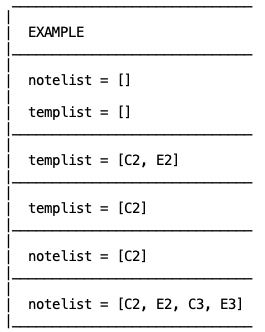 EXAMPLE
notelist = []
templist = []
templist = [C2, E2]
templist = [C2]
notelist = [C2]
notelist = [C2, E2, C3, E3]